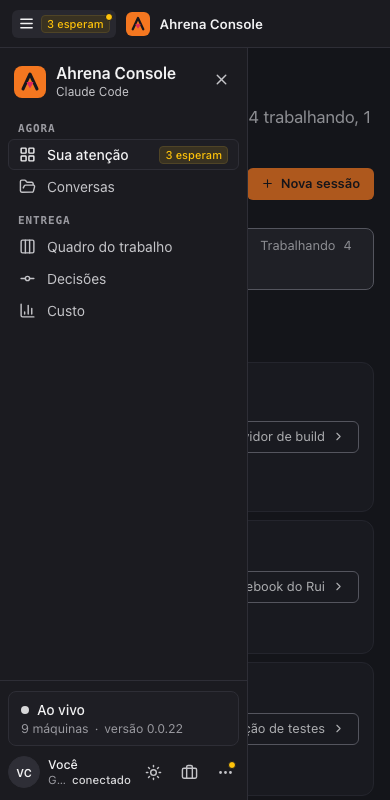 3 esperam
Ahrena Console
Ahrena Console
Claude Code
AGORA
Sua atenção
3 esperam
Conversas
ENTREGA
Quadro do trabalho
Decisões
Custo
4 trabalhando, 1
Nova sessão
Trabalhando 4
vidor de build
ebook do Rui
ção de testes
Ao vivo
9 máquinas · versão 0.0.22
VC
Você
G... conectado